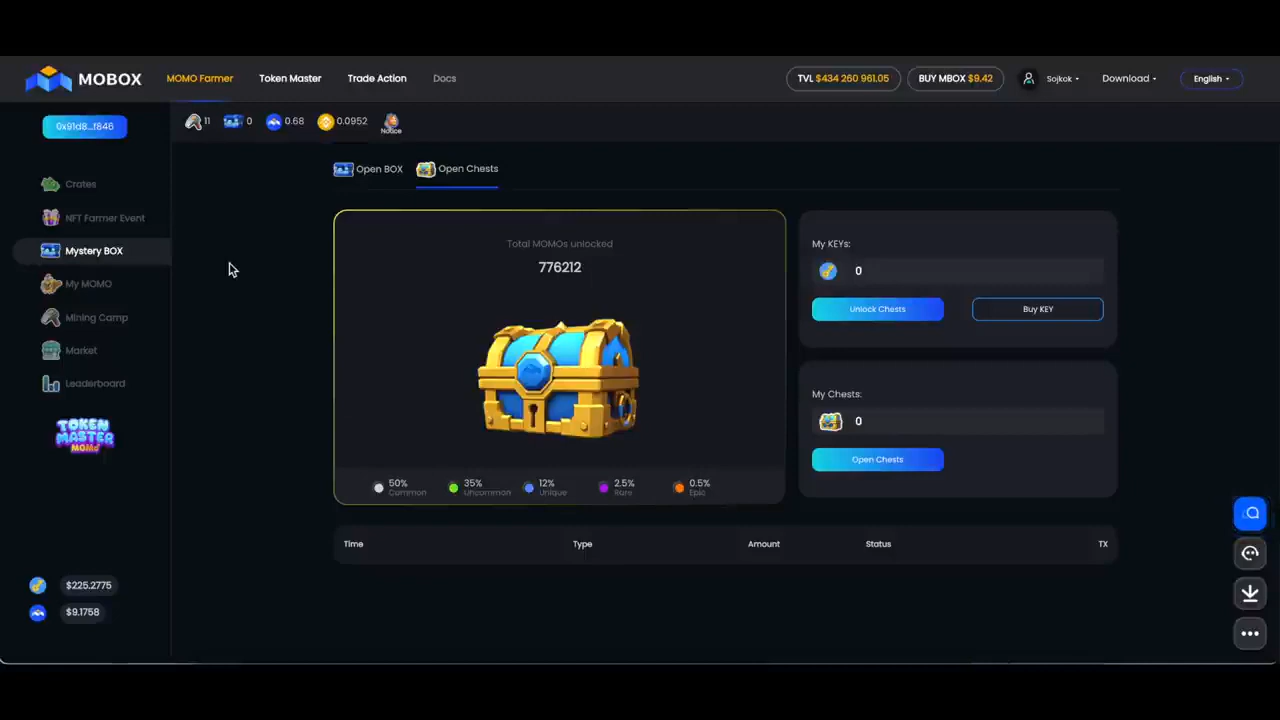 MOBOX
MOMO Farmer
Token Master
Trade Action
Docs
TVL $434 260 961.05
BUY MBOX $9.42
Sojkok
Download
English
0x91d8...f846
11
0
0.68
0.0952
Notice
Crates
NFT Farmer Event
Mystery BOX
My MOMO
Mining Camp
Market
Leaderboard
TOKEN
MASTER
MOMO
$225.2775
$9.1758
Open BOX
Open Chests
Total MOMOs unlocked
776212
50%
Common
35%
Uncommon
12%
Unique
2.5%
Rare
0.5%
Epic
My KEYs:
0
Unlock Chests
Buy KEY
My Chests:
0
Open Chests
Time Type Amount Status TX